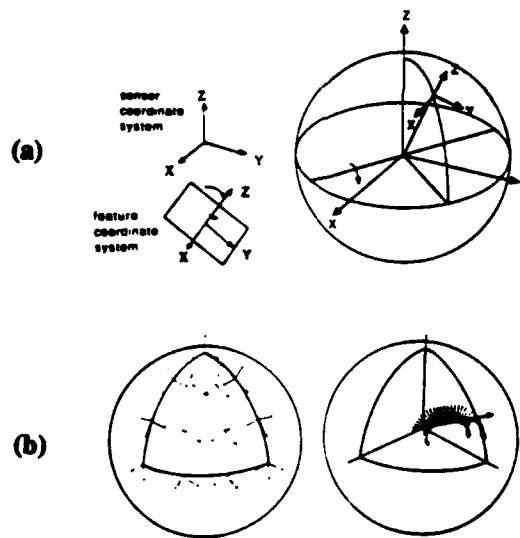 (a)
sensor
coordinate
system
Z
X
Y
feature
coordinate
system
Z
X
Y
Z
Z
X
X
(b)